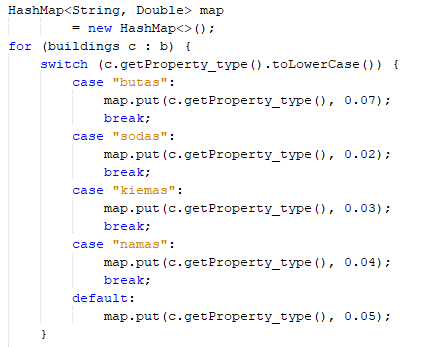 HashMap<String, Double> map
        = new HashMap<>();
for (buildings c : b) {
    switch (c.getProperty_type().toLowerCase()) {
        case "butas":
            map.put(c.getProperty_type(), 0.07);
            break;
        case "sodas":
            map.put(c.getProperty_type(), 0.02);
            break;
        case "kiemas":
            map.put(c.getProperty_type(), 0.03);
            break;
        case "namas":
            map.put(c.getProperty_type(), 0.04);
            break;
        default:
            map.put(c.getProperty_type(), 0.05);
    }